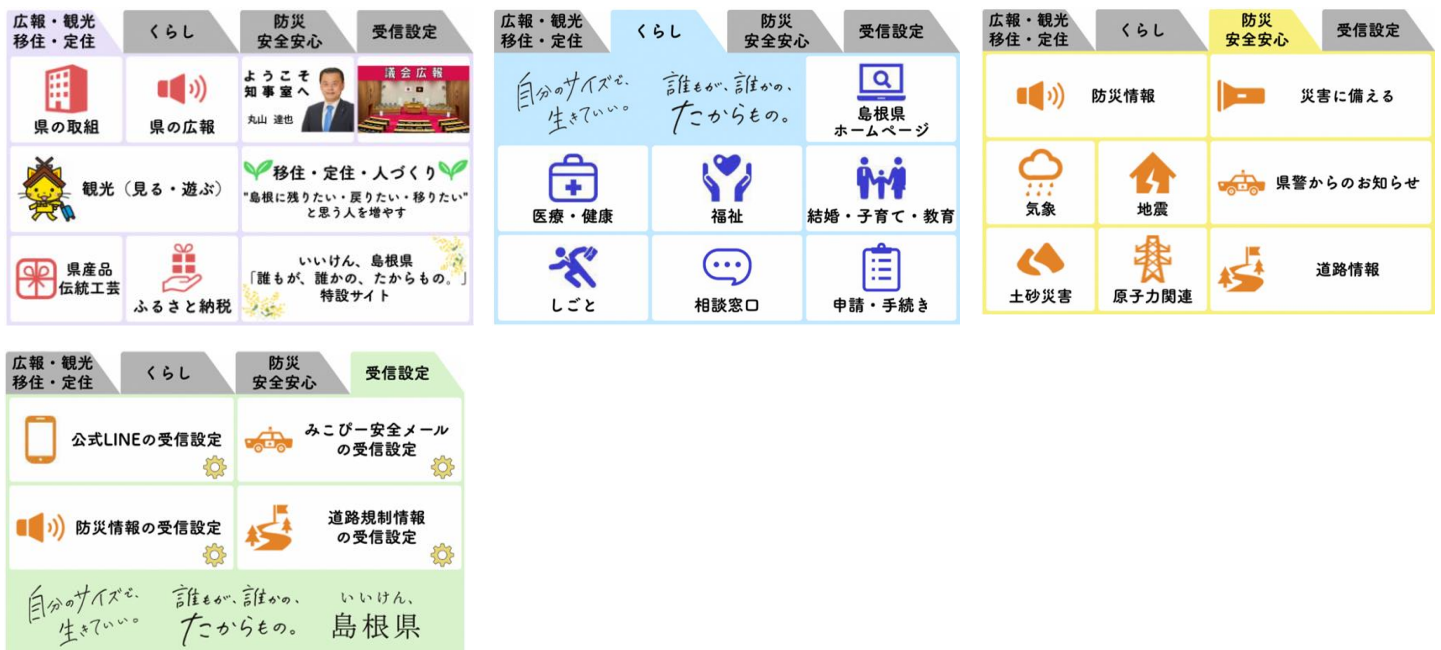 広報・観光
移住・定住
くらし
防災
安全安心
受信設定
県の取組
県の広報
ようこそ
知事室へ
丸山 達也
議会広報
観光（見る・遊ぶ）
移住・定住・人づくり
"島根に残りたい・戻りたい・移りたい"
と思う人を増やす
県産品
伝統工芸
ふるさと納税
いいけん、島根県
「誰もが、誰かの、たからもの。」
特設サイト
広報・観光
移住・定住
くらし
防災
安全安心
受信設定
自分のサイズで、
生きていい。
誰もが、誰かの、
たからもの。
島根県
ホームページ
医療・健康
福祉
結婚・子育て・教育
しごと
相談窓口
申請・手続き
広報・観光
移住・定住
くらし
防災
安全安心
受信設定
防災情報
災害に備える
気象
地震
県警からのお知らせ
土砂災害
原子力関連
道路情報
広報・観光
移住・定住
くらし
防災
安全安心
受信設定
公式LINEの受信設定
みこぴー安全メール
の受信設定
防災情報の受信設定
道路規制情報
の受信設定
自分のサイズで、
生きていい。
誰もが、誰かの、
たからもの。
いいけん、
島根県